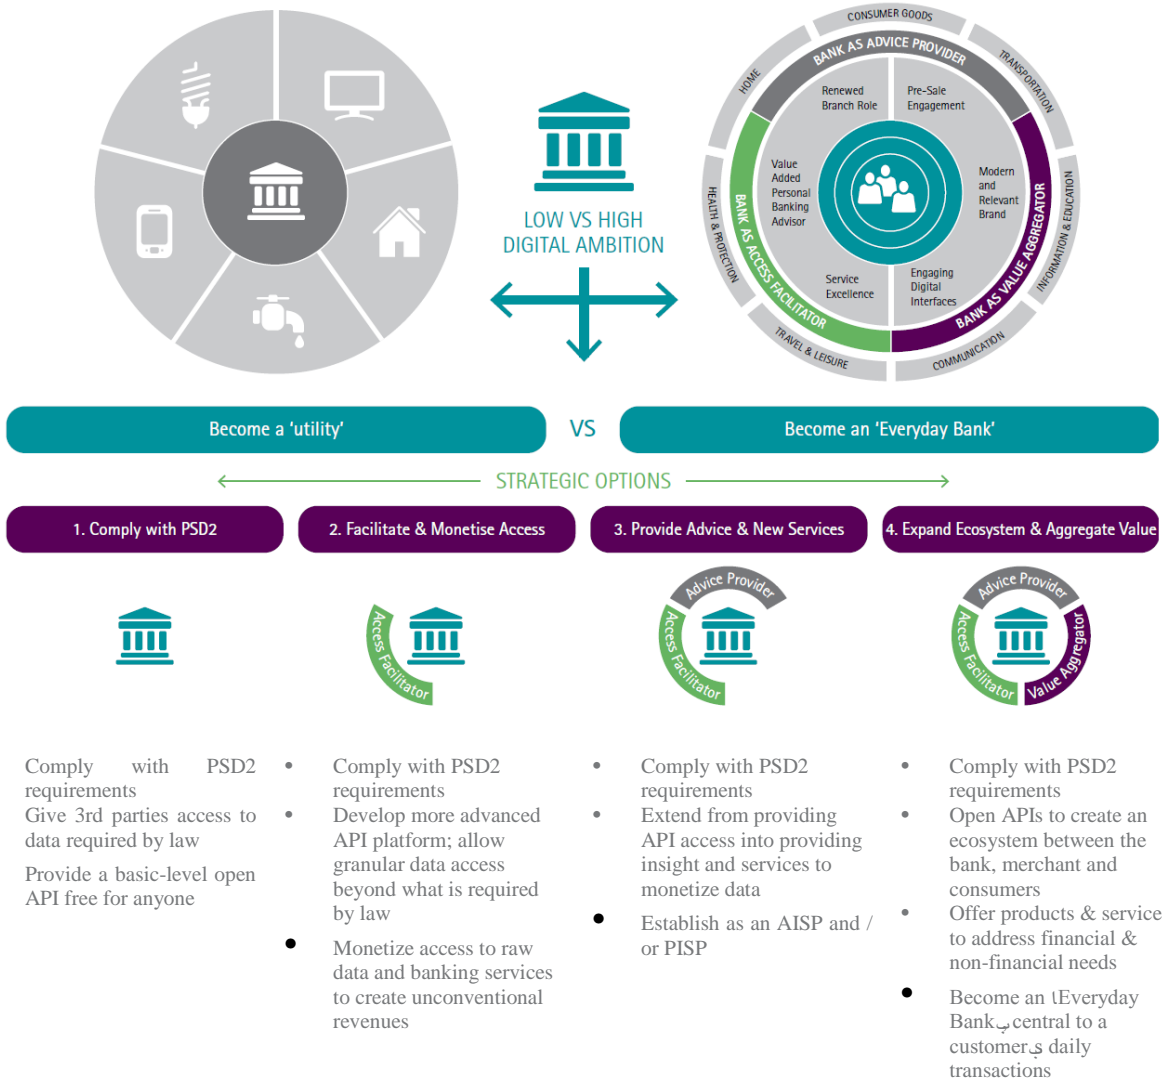 CONSUMER GOODS
HOME
TRANSPORTATION
HEALTH & PROTECTION
INFORMATION & EDUCATION
TRAVEL & LEISURE
COMMUNICATION
BANK AS ADVICE PROVIDER
BANK AS ACCESS FACILITATOR
BANK AS VALUE AGGREGATOR
Renewed
Branch Role
Pre-Sale
Engagement
Value
Added
Personal
Banking
Advisor
Modern
and
Relevant
Brand
Service
Excellence
Engaging
Digital
Interfaces
LOW VS HIGH
DIGITAL AMBITION
Become a 'utility'
VS
Become an 'Everyday Bank'
STRATEGIC OPTIONS
1. Comply with PSD2
2. Facilitate & Monetise Access
3. Provide Advice & New Services
4. Expand Ecosystem & Aggregate Value
Access Facilitator
Advice Provider
Access Facilitator
Advice Provider
Access Facilitator
Value Aggregator
Comply with PSD2
requirements
Give 3rd parties access to
data required by law
Provide a basic-level open
API free for anyone
• Comply with PSD2
requirements
• Develop more advanced
API platform; allow
granular data access
beyond what is required
by law
• Monetize access to raw
data and banking services
to create unconventional
revenues
• Comply with PSD2
requirements
• Extend from providing
API access into providing
insight and services to
monetize data
• Establish as an AISP and /
or PISP
• Comply with PSD2
requirements
• Open APIs to create an
ecosystem between the
bank, merchant and
consumers
• Offer products & service
to address financial &
non-financial needs
• Become an Everyday
Bank central to a
customer daily
transactions